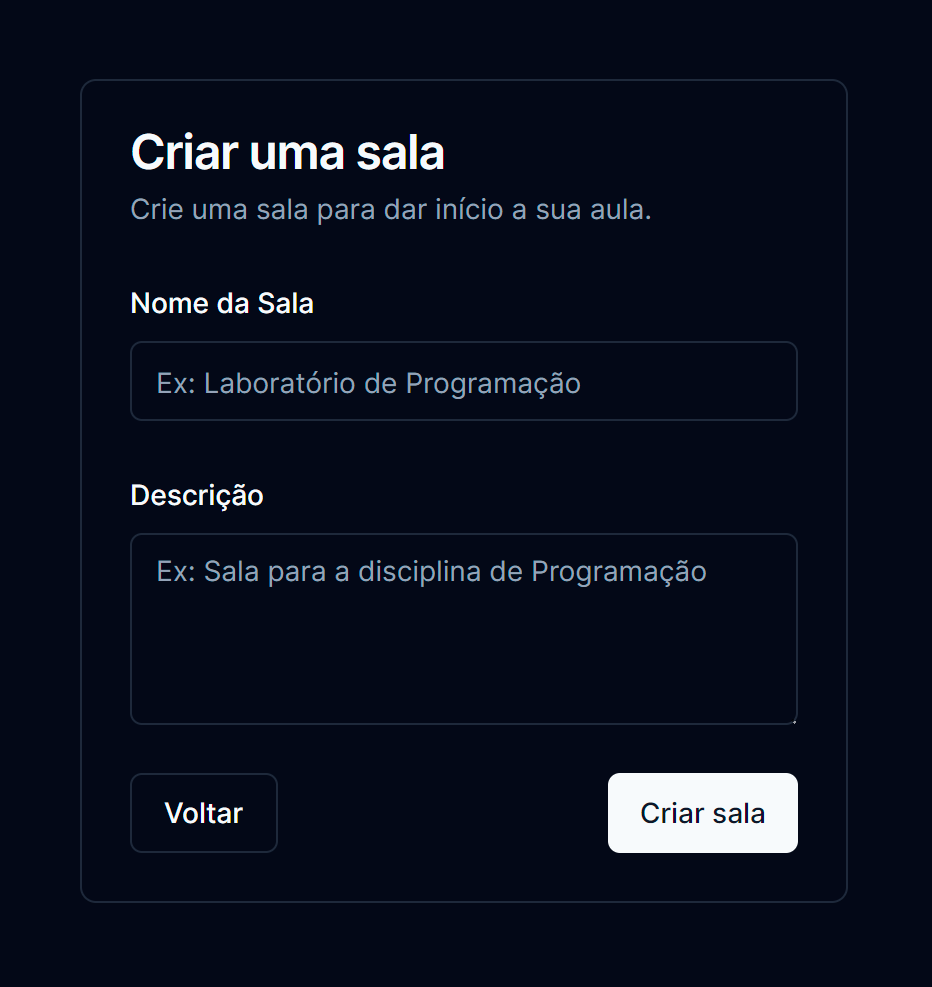 Criar uma sala
Crie uma sala para dar início a sua aula.
Nome da Sala
Ex: Laboratório de Programação
Descrição
Ex: Sala para a disciplina de Programação
Voltar
Criar sala